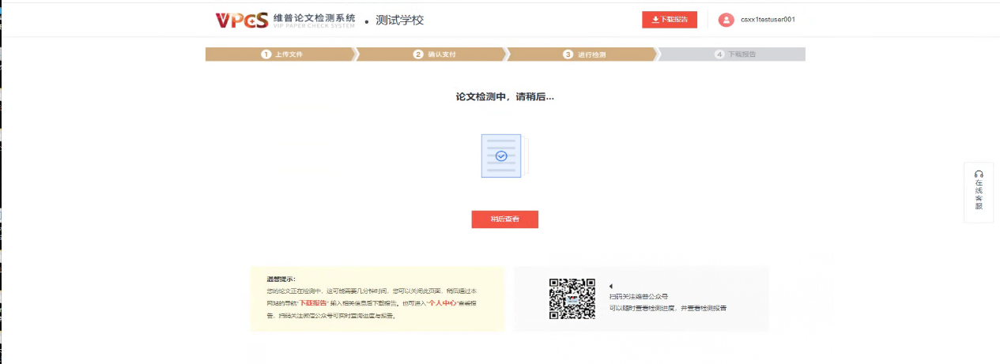 VPCS 维普论文检测系统 • 测试学校
VIP PAPER CHECK SYSTEM
下载报告
csxx1testuser001
1 上传文件
2 确认支付
3 进行检测
4 下载报告
论文检测中，请稍后...
稍后查看
在线客服
温馨提示：
您的论文正在检测中，这可能需要几分钟时间，您可以关闭此页面，稍后通过本
网站的导航“下载报告”输入相关信息后下载报告。也可进入“个人中心”查看报
告，扫码关注微信公众号可实时查询进度与报告。
VIP
扫码关注维普公众号
可以随时查看检测进度，并查看检测报告